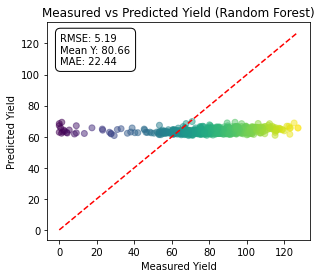 Measured vs Predicted Yield (Random Forest)
RMSE: 5.19
Mean Y: 80.66
MAE: 22.44
120
100
80
60
40
20
0
Predicted Yield
0 20 40 60 80 100 120
Measured Yield